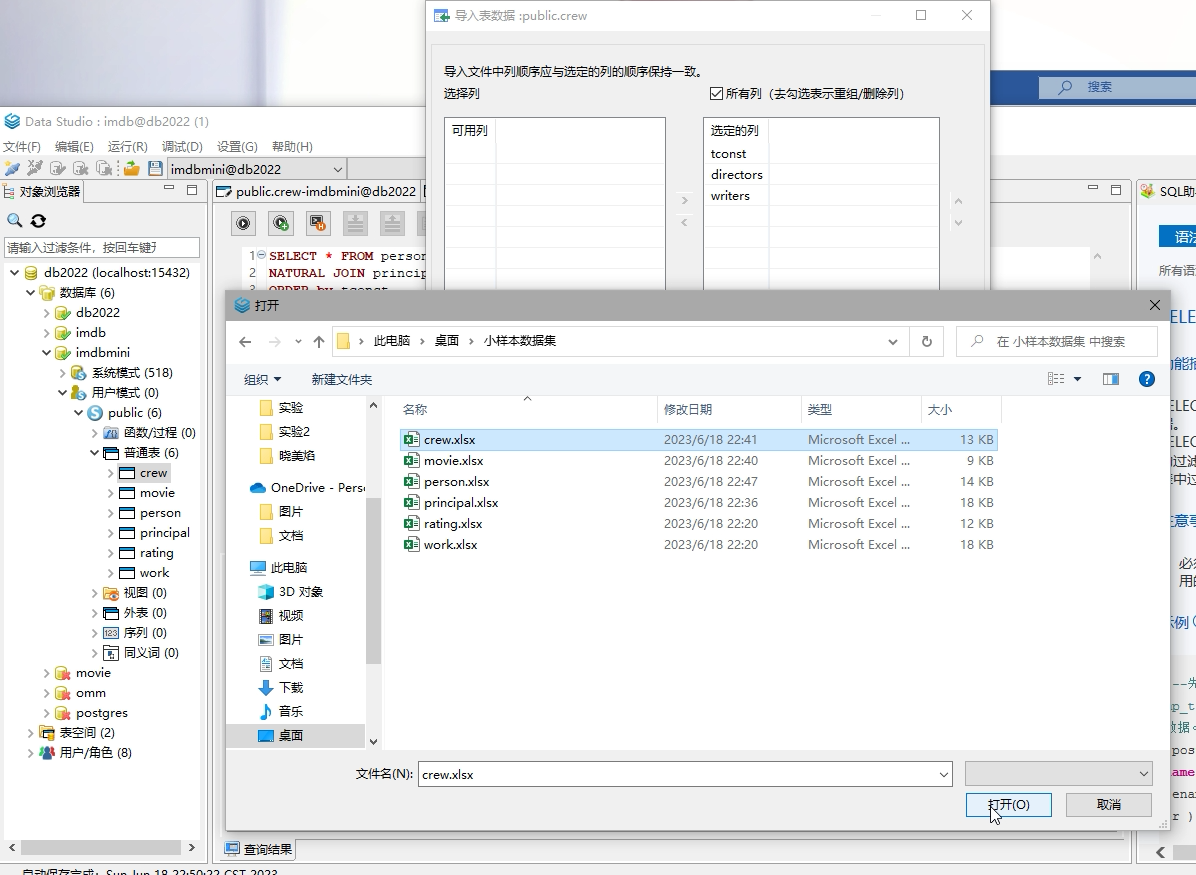 导入表数据 :public.crew
导入文件中列顺序应与选定的列的顺序保持一致。
选择列
所有列（去勾选表示重组/删除列）
可用列
选定的列
tconst
directors
writers
搜索
Data Studio : imdb@db2022 (1)
文件(F) 编辑(E) 运行(R) 调试(D) 设置(G) 帮助(H)
imdbmini@db2022
对象浏览器
public.crew-imdbmini@db2022
SQL助
请输入过滤条件，按回车键开
1 SELECT * FROM person
2 NATURAL JOIN princip
3 ORDER by tconst
语法
所有语
db2022 (localhost:15432)
数据库 (6)
db2022
imdb
imdbmini
系统模式 (518)
用户模式 (0)
public (6)
函数/过程 (0)
普通表 (6)
crew
movie
person
principal
rating
work
视图 (0)
外表 (0)
序列 (0)
同义词 (0)
movie
omm
postgres
表空间 (2)
用户/角色 (8)
打开
此电脑 桌面 小样本数据集
在 小样本数据集 中搜索
组织 新建文件夹
实验
实验2
晓美焰
OneDrive - Perso
图片
文档
此电脑
3D 对象
视频
图片
文档
下载
音乐
桌面
名称 修改日期 类型 大小
crew.xlsx 2023/6/18 22:41 Microsoft Excel ... 13 KB
movie.xlsx 2023/6/18 22:40 Microsoft Excel ... 9 KB
person.xlsx 2023/6/18 22:47 Microsoft Excel ... 14 KB
principal.xlsx 2023/6/18 22:36 Microsoft Excel ... 18 KB
rating.xlsx 2023/6/18 22:20 Microsoft Excel ... 12 KB
work.xlsx 2023/6/18 22:20 Microsoft Excel ... 18 KB
文件名(N): crew.xlsx
打开(O) 取消
ELE
ELEC
ELEC
必须
用的
示例
--先
p_t
数据
pos
ame
ena
r )
查询结果
自动保存完成: Sun Jun 18 22:50:22 CST 2023